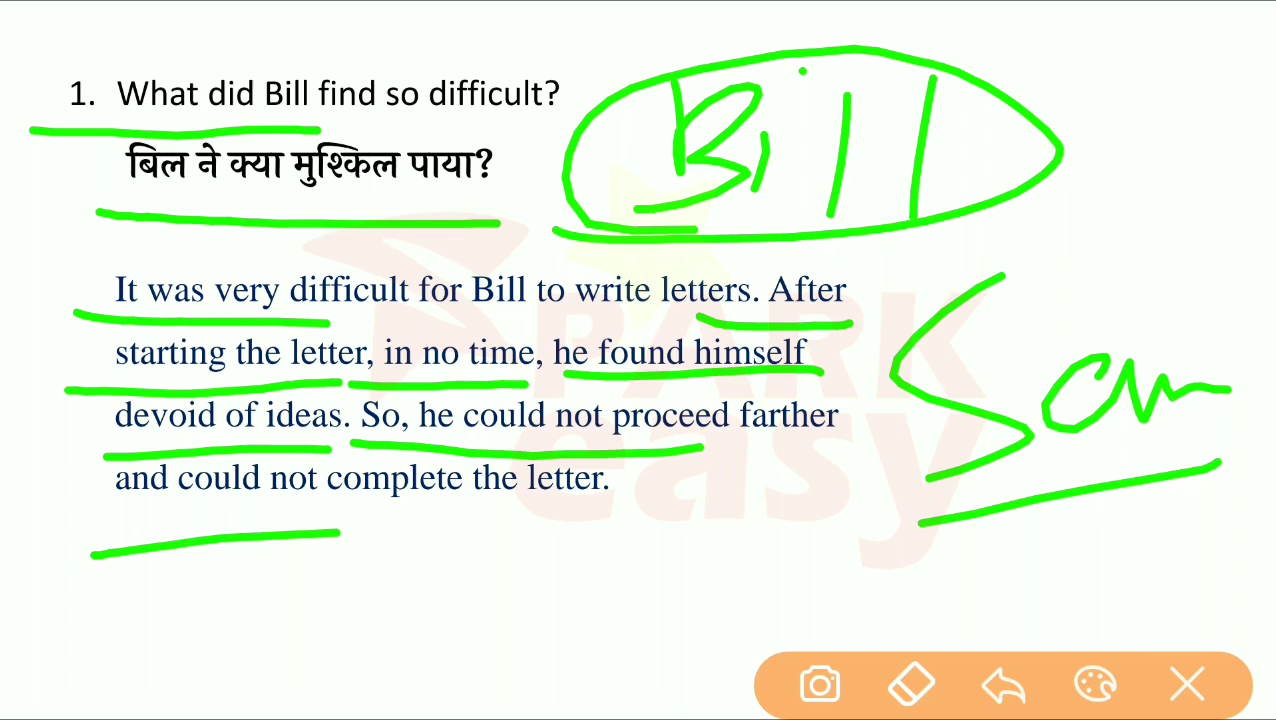 1. What did Bill find so difficult?
बिल ने क्या मुश्किल पाया?
Bill
It was very difficult for Bill to write letters. After
starting the letter, in no time, he found himself
devoid of ideas. So, he could not proceed farther
and could not complete the letter.
SPARK
easy